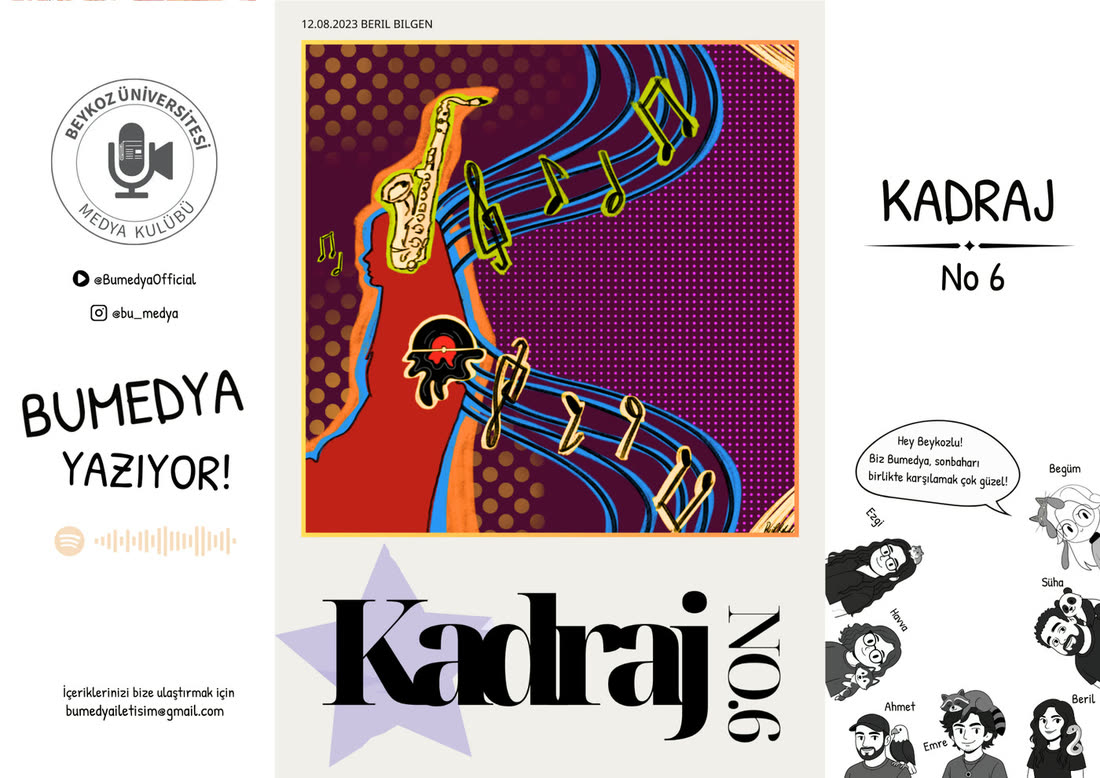 BEYKOZ ÜNİVERSİTESİ
MEDYA KULÜBÜ
@BumedyaOfficial
@bu_medya
BUMEDYA
YAZIYOR!
İçeriklerinizi bize ulaştırmak için
bumedyailetisim@gmail.com
12.08.2023 BERIL BILGEN
Kadraj
NO.6
KADRAJ
No 6
Hey Beykozlu!
Biz Bumedya, sonbaharı
birlikte karşılamak çok güzel!
Begüm
Ezgi
Süha
Havva
Beril
Ahmet
Emre